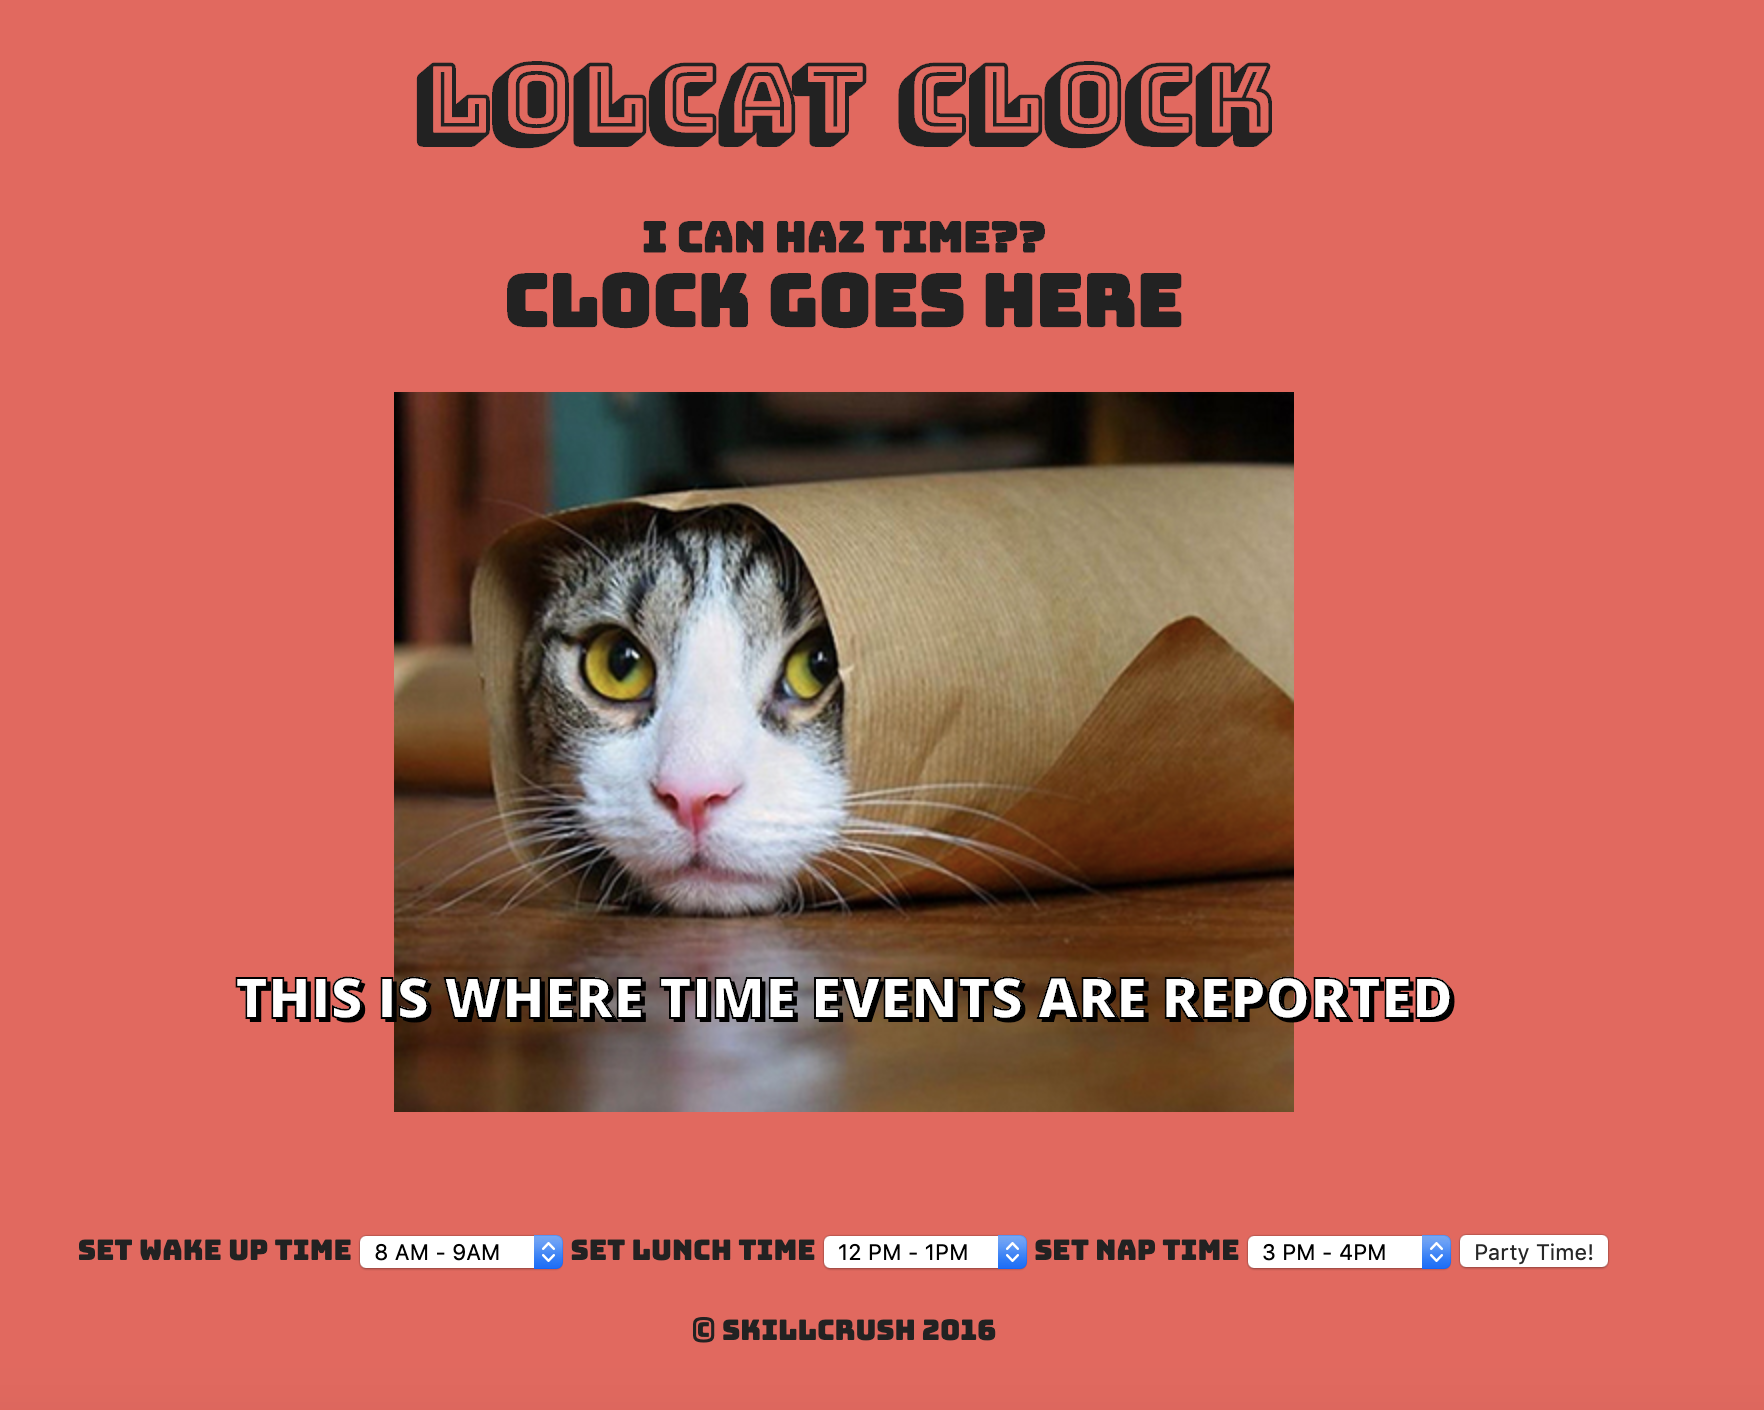 LOLCAT CLOCK
I CAN HAZ TIME??
CLOCK GOES HERE
THIS IS WHERE TIME EVENTS ARE REPORTED
SET WAKE UP TIME 8 AM - 9AM SET LUNCH TIME 12 PM - 1PM SET NAP TIME 3 PM - 4PM Party Time!
© SKILLCRUSH 2016